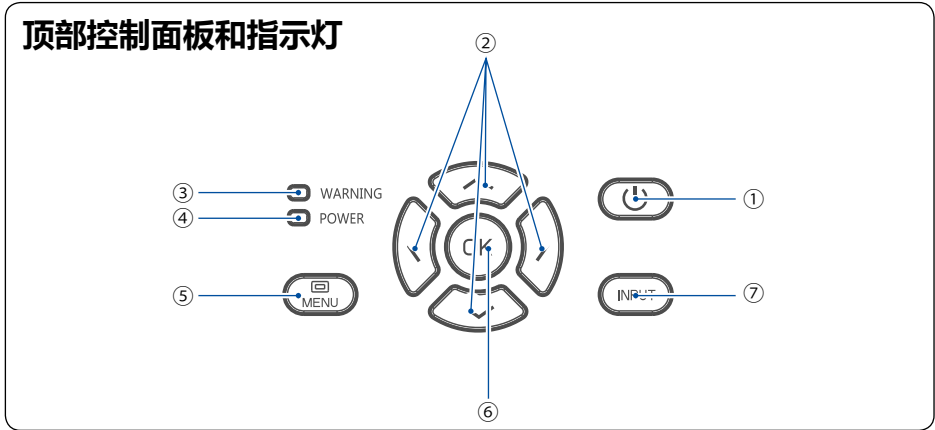 顶部控制面板和指示灯
②
③ WARNING
④ POWER
①
OK
⑤ MENU
INPUT ⑦
⑥